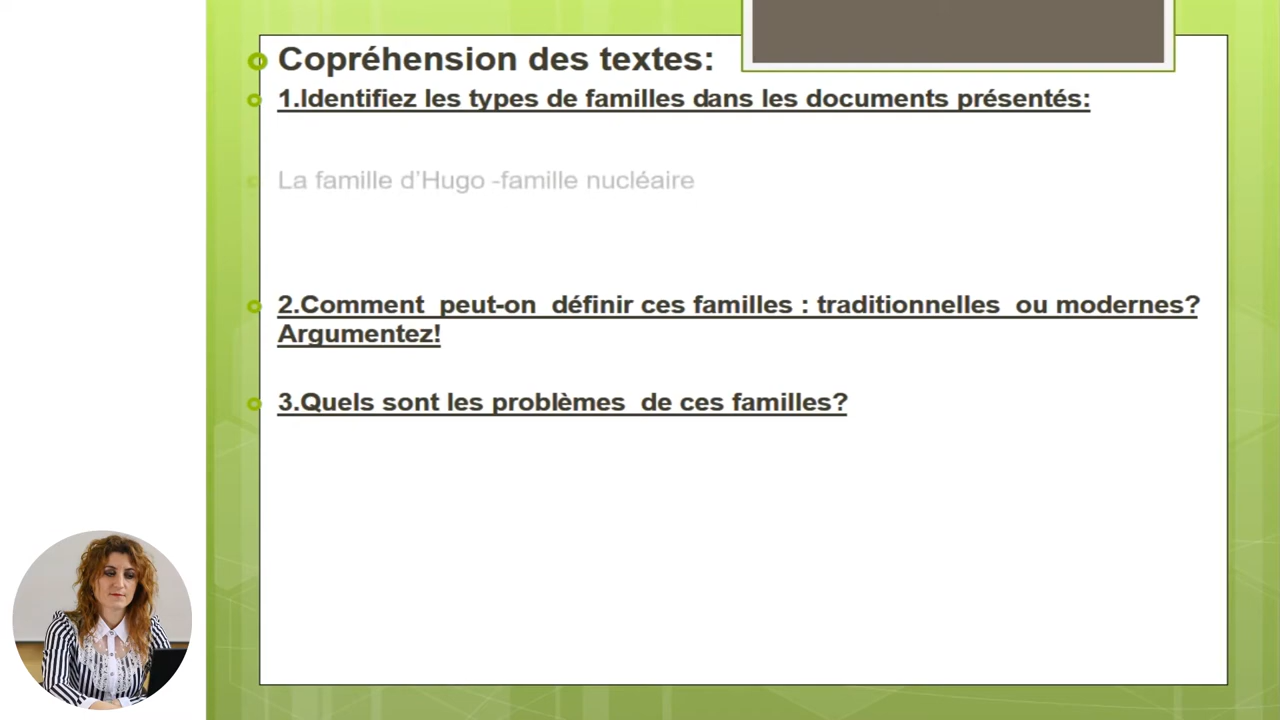 Copréhension des textes:
1.Identifiez les types de familles dans les documents présentés:
La famille d’Hugo -famille nucléaire
2.Comment peut-on définir ces familles : traditionnelles ou modernes?
Argumentez!
3.Quels sont les problèmes de ces familles?